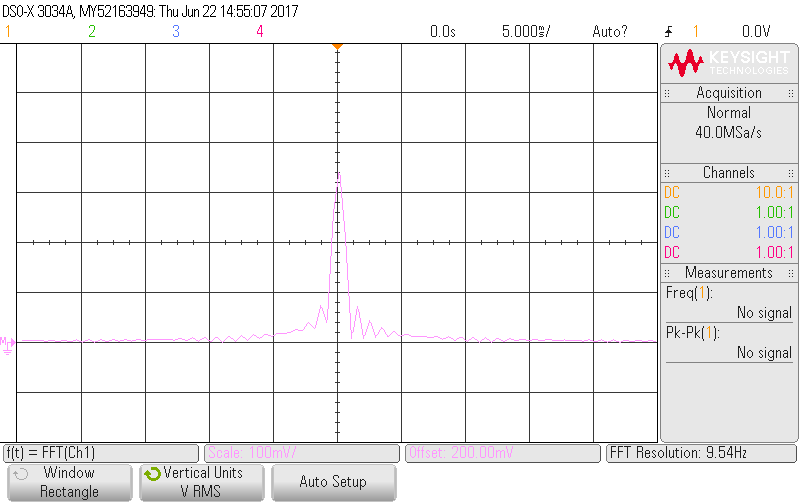 DSO-X 3034A, MY52163949: Thu Jun 22 14:55:07 2017
1 2 3 4 0.0s 5.000s/ Auto? 1 0.0V
KEYSIGHT
TECHNOLOGIES
Acquisition
Normal
40.0MSa/s
Channels
DC 10.0:1
DC 1.00:1
DC 1.00:1
DC 1.00:1
Measurements
Freq(1):
No signal
Pk-Pk(1):
No signal
M
f(t) = FFT(Ch1) Scale: 100mV/ Offset: 200.00mV FFT Resolution: 9.54Hz
Window
Rectangle
Vertical Units
V RMS
Auto Setup